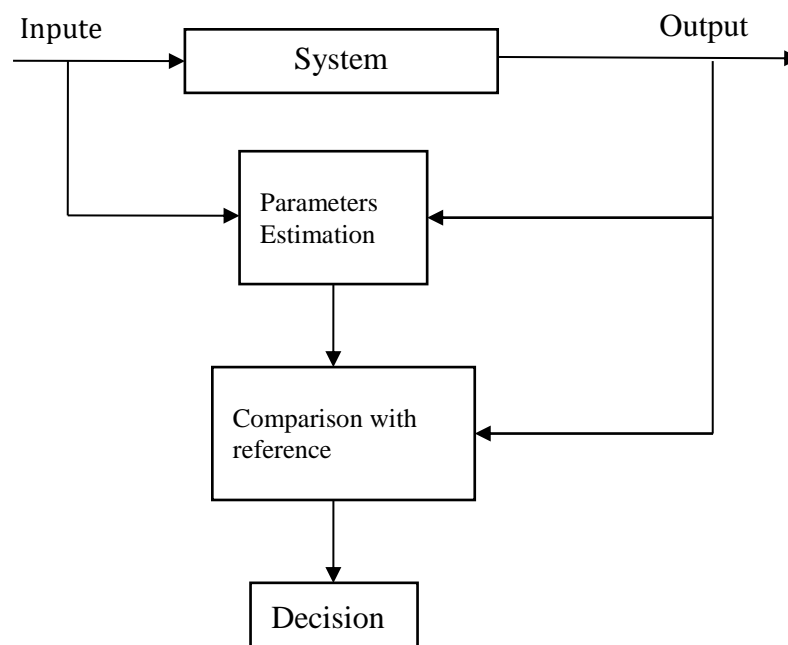 Inpute
Output
System
Parameters
Estimation
Comparison with
reference
Decision